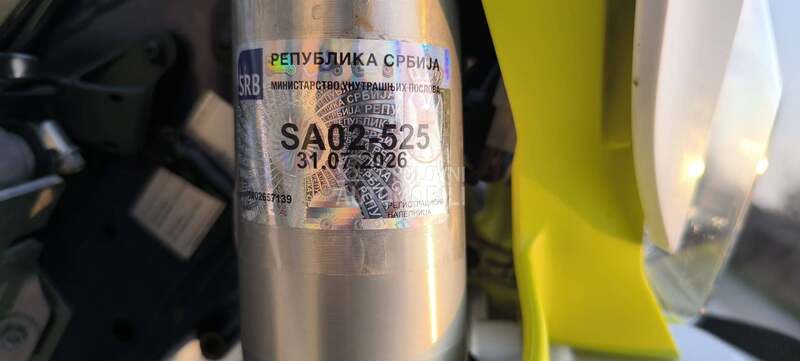 SRB
РЕПУБЛИКА СРБИЈА
МИНИСТАРСТВО УНУТРАШЊИХ ПОСЛОВА
SA02-525
31.07.2026
РЕГИСТРАЦИОНА
НАЛЕПНИЦА